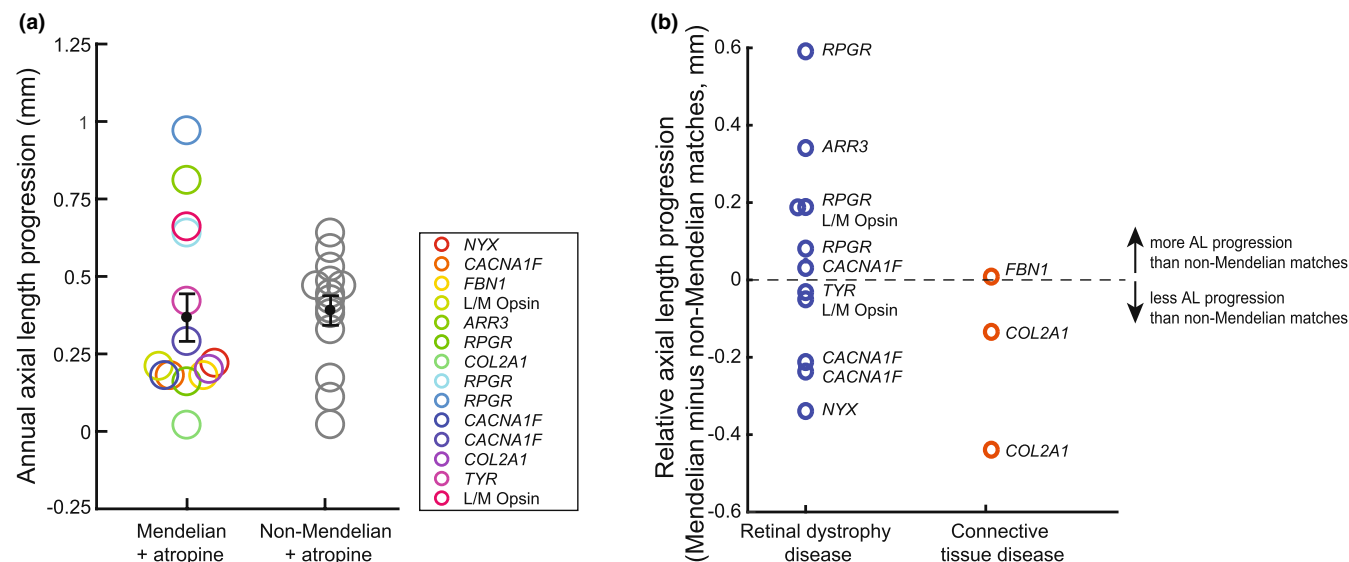 (a)
Annual axial length progression (mm)
1.25
1
0.75
0.5
0.25
0
-0.25
Mendelian
+ atropine
Non-Mendelian
+ atropine
NYX
CACNA1F
FBN1
L/M Opsin
ARR3
RPGR
COL2A1
RPGR
RPGR
CACNA1F
CACNA1F
COL2A1
TYR
L/M Opsin
(b)
Relative axial length progression
(Mendelian minus non-Mendelian matches, mm)
0.6
0.4
0.2
0
-0.2
-0.4
-0.6
RPGR
ARR3
RPGR
L/M Opsin
RPGR
CACNA1F
TYR
L/M Opsin
CACNA1F
CACNA1F
NYX
FBN1
COL2A1
COL2A1
Retinal dystrophy
disease
Connective
tissue disease
more AL progression
than non-Mendelian matches
less AL progression
than non-Mendelian matches